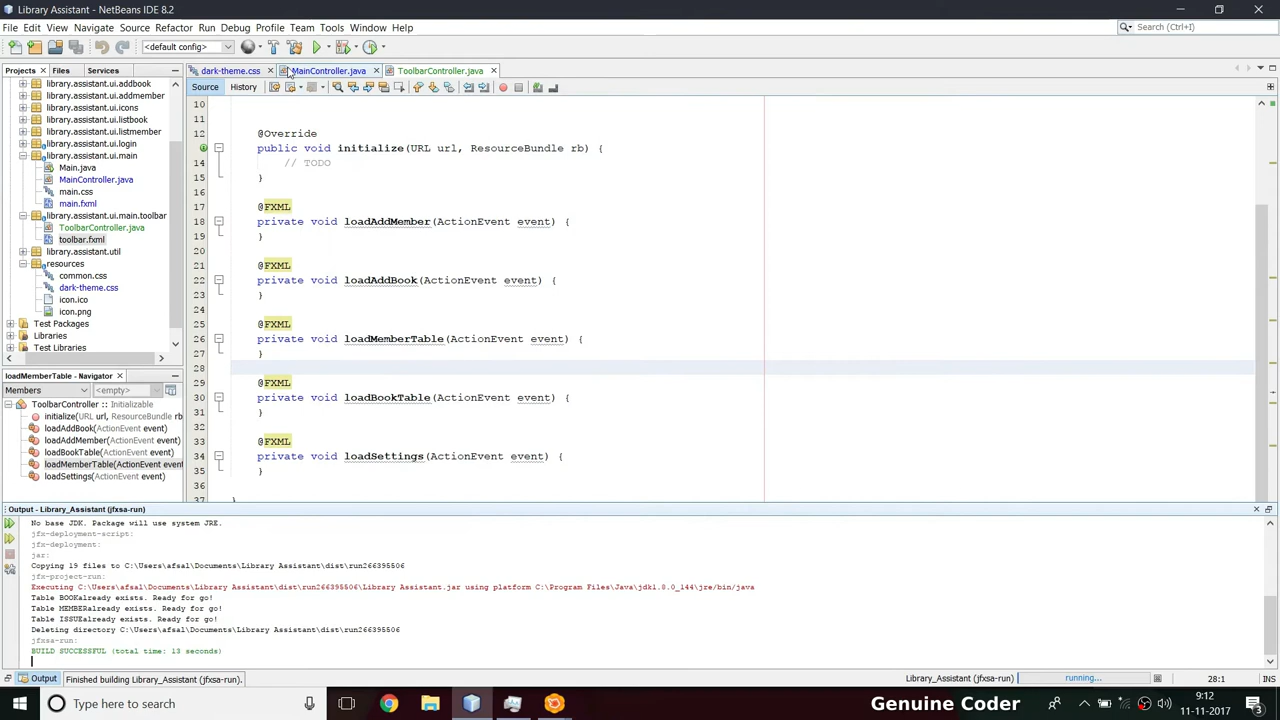 Library Assistant - NetBeans IDE 8.2
File Edit View Navigate Source Refactor Run Debug Profile Team Tools Window Help
Search (Ctrl+I)
<default config>
Projects Files Services
dark-theme.css MainController.java ToolbarController.java
Source History
library.assistant.ui.addbook
library.assistant.ui.addmember
library.assistant.ui.icons
library.assistant.ui.listbook
library.assistant.ui.listmember
library.assistant.ui.login
library.assistant.ui.main
Main.java
MainController.java
main.css
main.fxml
library.assistant.ui.main.toolbar
ToolbarController.java
toolbar.fxml
library.assistant.util
resources
common.css
dark-theme.css
icon.ico
icon.png
Test Packages
Libraries
Test Libraries
10
11
12 @Override
public void initialize(URL url, ResourceBundle rb) {
14 // TODO
15 }
16
17 @FXML
18 private void loadAddMember(ActionEvent event) {
19 }
20
21 @FXML
22 private void loadAddBook(ActionEvent event) {
23 }
24
25 @FXML
26 private void loadMemberTable(ActionEvent event) {
27 }
28
29 @FXML
30 private void loadBookTable(ActionEvent event) {
31 }
32
33 @FXML
34 private void loadSettings(ActionEvent event) {
35 }
36
37 }
loadMemberTable - Navigator
Members <empty>
ToolbarController :: Initializable
initialize(URL url, ResourceBundle rb
loadAddBook(ActionEvent event)
loadAddMember(ActionEvent event)
loadBookTable(ActionEvent event)
loadMemberTable(ActionEvent event
loadSettings(ActionEvent event)
Output - Library_Assistant (jfxsa-run)
No base JDK. Package will use system JRE.
jfx-deployment-script:
jfx-deployment:
jar:
Copying 19 files to C:\Users\afsal\Documents\Library Assistant\dist\run266395506
jfx-project-run:
Executing C:\Users\afsal\Documents\Library Assistant\dist\run266395506\Library Assistant.jar using platform C:\Program Files\Java\jdk1.8.0_144\jre/bin/java
Table BOOKalready exists. Ready for go!
Table MEMBERalready exists. Ready for go!
Table ISSUEalready exists. Ready for go!
Deleting directory C:\Users\afsal\Documents\Library Assistant\dist\run266395506
jfxsa-run:
BUILD SUCCESSFUL (total time: 13 seconds)
Output
Finished building Library_Assistant (jfxsa-run).
Library_Assistant (jfxsa-run) running... 28:1 INS
Type here to search
Genuine Coder
9:12
11-11-2017
3